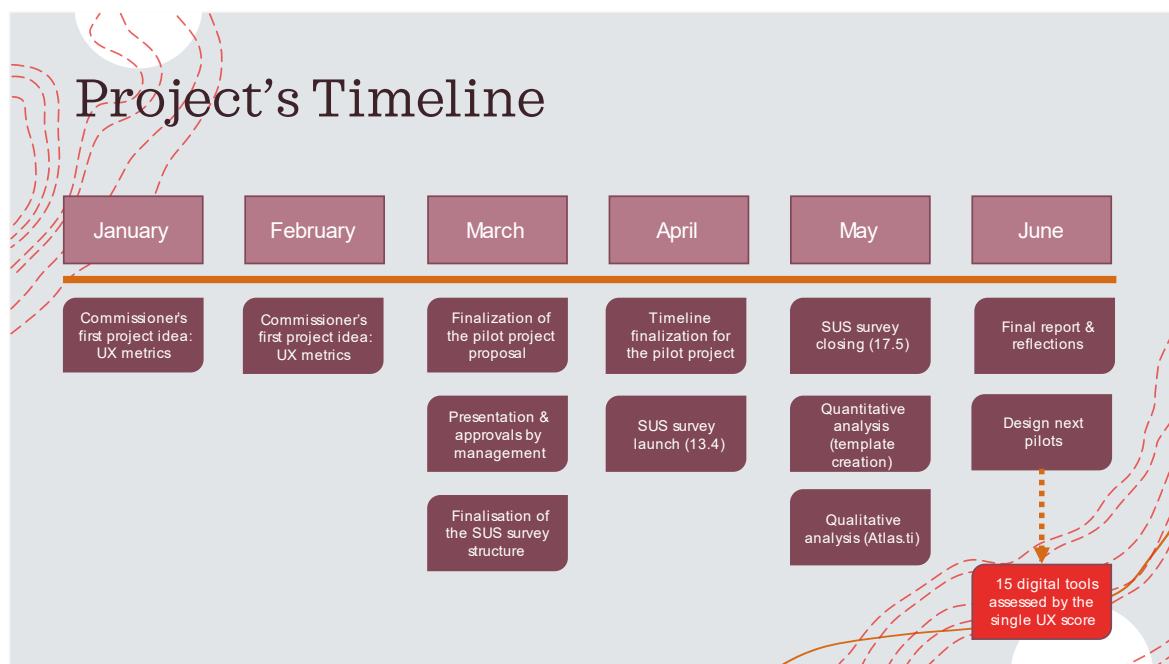 Project's Timeline
January
February
March
April
May
June
Commissioner's
first project idea:
UX metrics
Commissioner's
first project idea:
UX metrics
Finalization of
the pilot project
proposal
Timeline
finalization for
the pilot project
SUS survey
closing (17.5)
Final report &
reflections
Presentation &
approvals by
management
SUS survey
launch (13.4)
Quantitative
analysis
(template
creation)
Design next
pilots
Finalisation of
the SUS survey
structure
Qualitative
analysis (Atlas.ti)
15 digital tools
assessed by the
single UX score